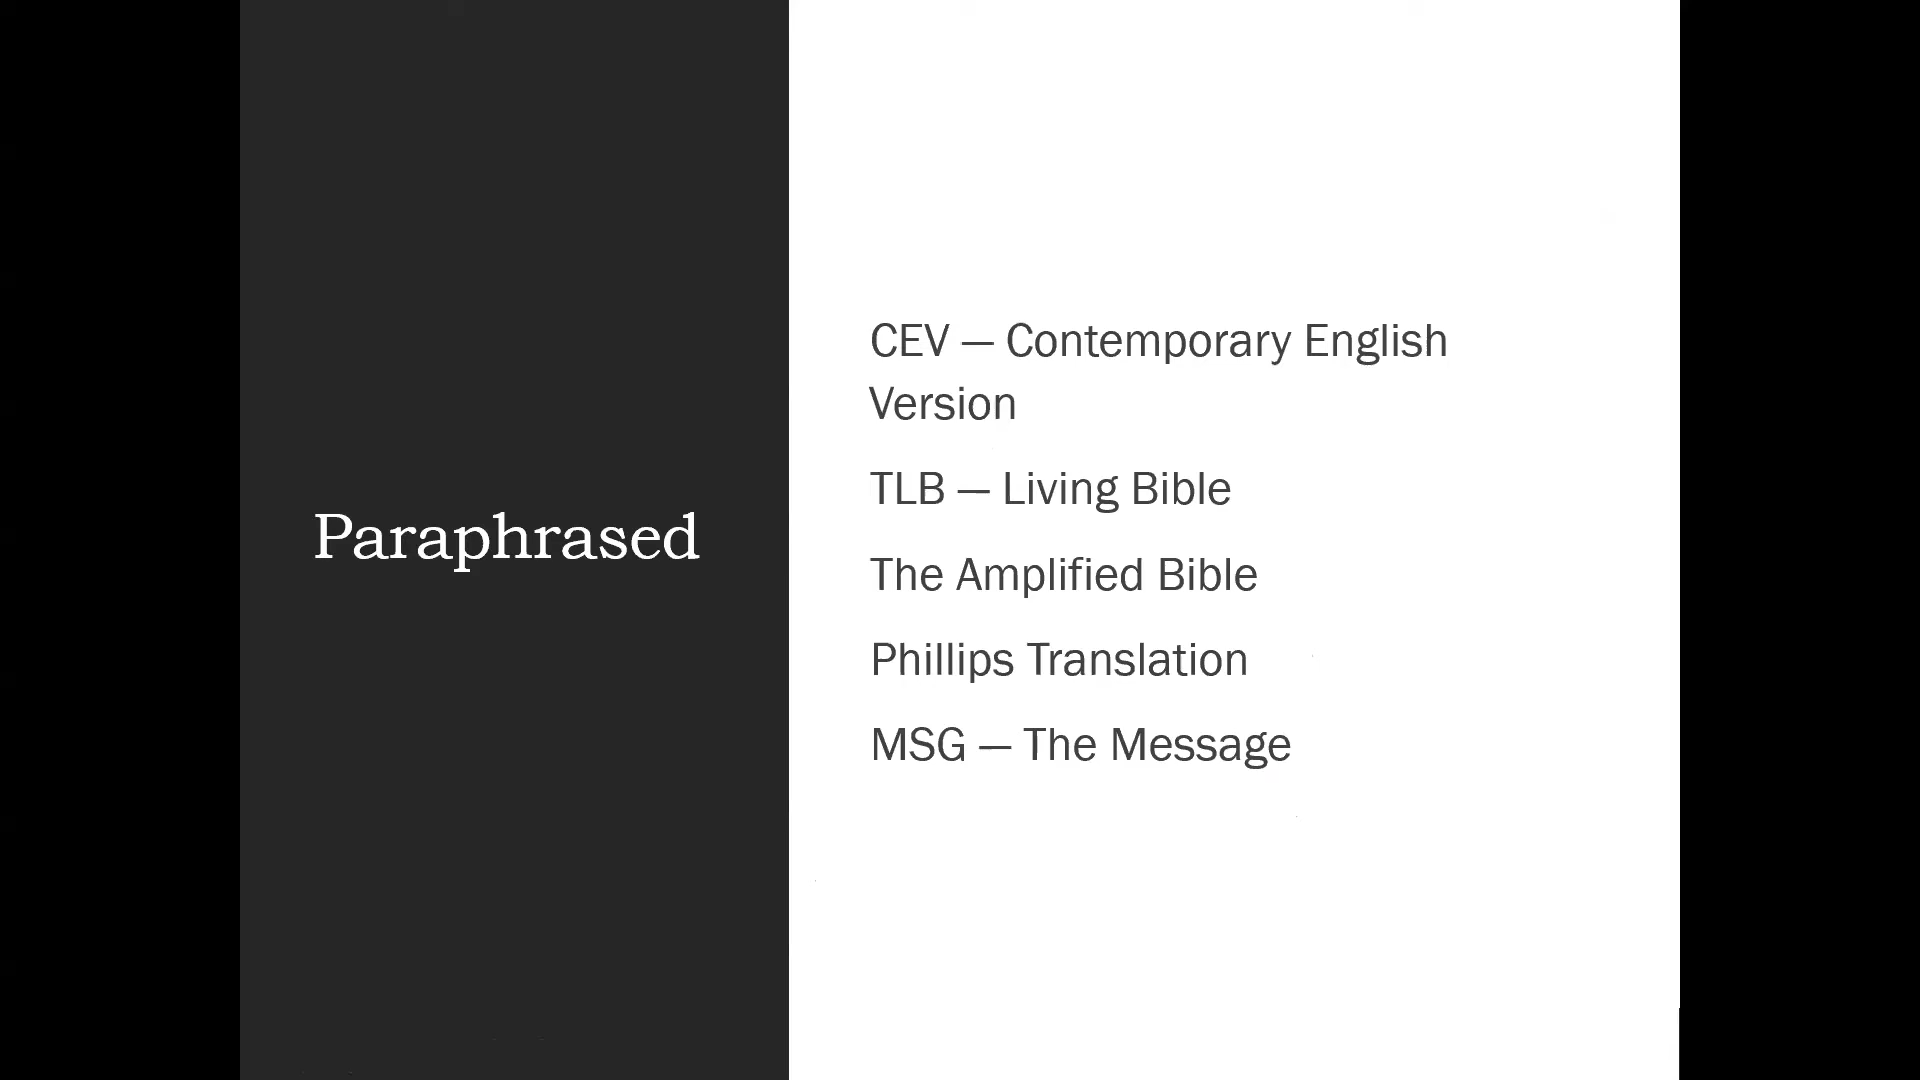 Paraphrased
CEV — Contemporary English
Version
TLB — Living Bible
The Amplified Bible
Phillips Translation
MSG — The Message